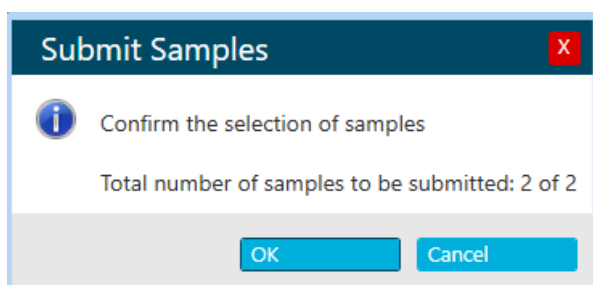 Submit Samples X
Confirm the selection of samples
Total number of samples to be submitted: 2 of 2
OK Cancel